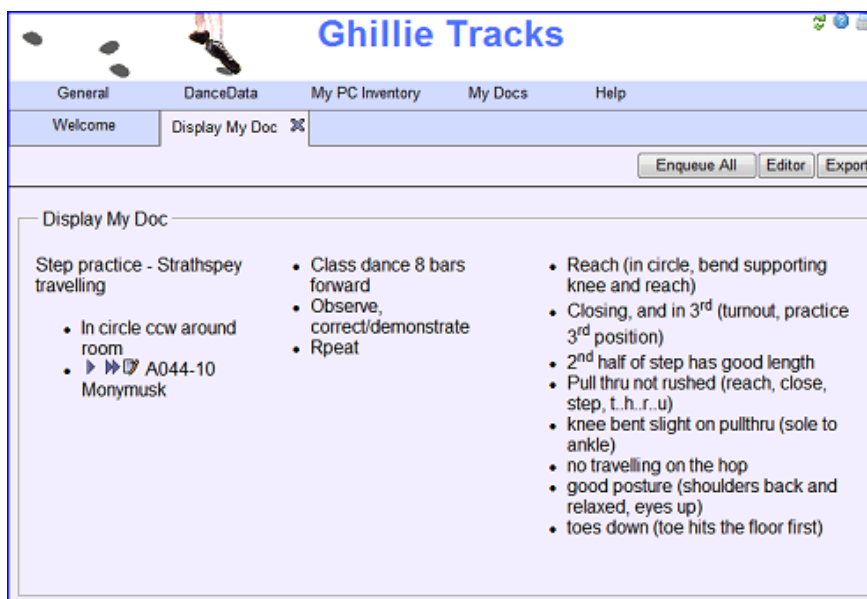 Ghillie Tracks
General DanceData My PC Inventory My Docs Help
Welcome Display My Doc
Enqueue All Editor Export
Display My Doc
Step practice - Strathspey
travelling
• In circle ccw around
room
• A044-10
Monymusk
• Class dance 8 bars
forward
• Observe,
correct/demonstrate
• Rpeat
• Reach (in circle, bend supporting
knee and reach)
• Closing, and in 3rd (turnout, practice
3rd position)
• 2nd half of step has good length
• Pull thru not rushed (reach, close,
step, t..h..r..u)
• knee bent slight on pullthru (sole to
ankle)
• no travelling on the hop
• good posture (shoulders back and
relaxed, eyes up)
• toes down (toe hits the floor first)